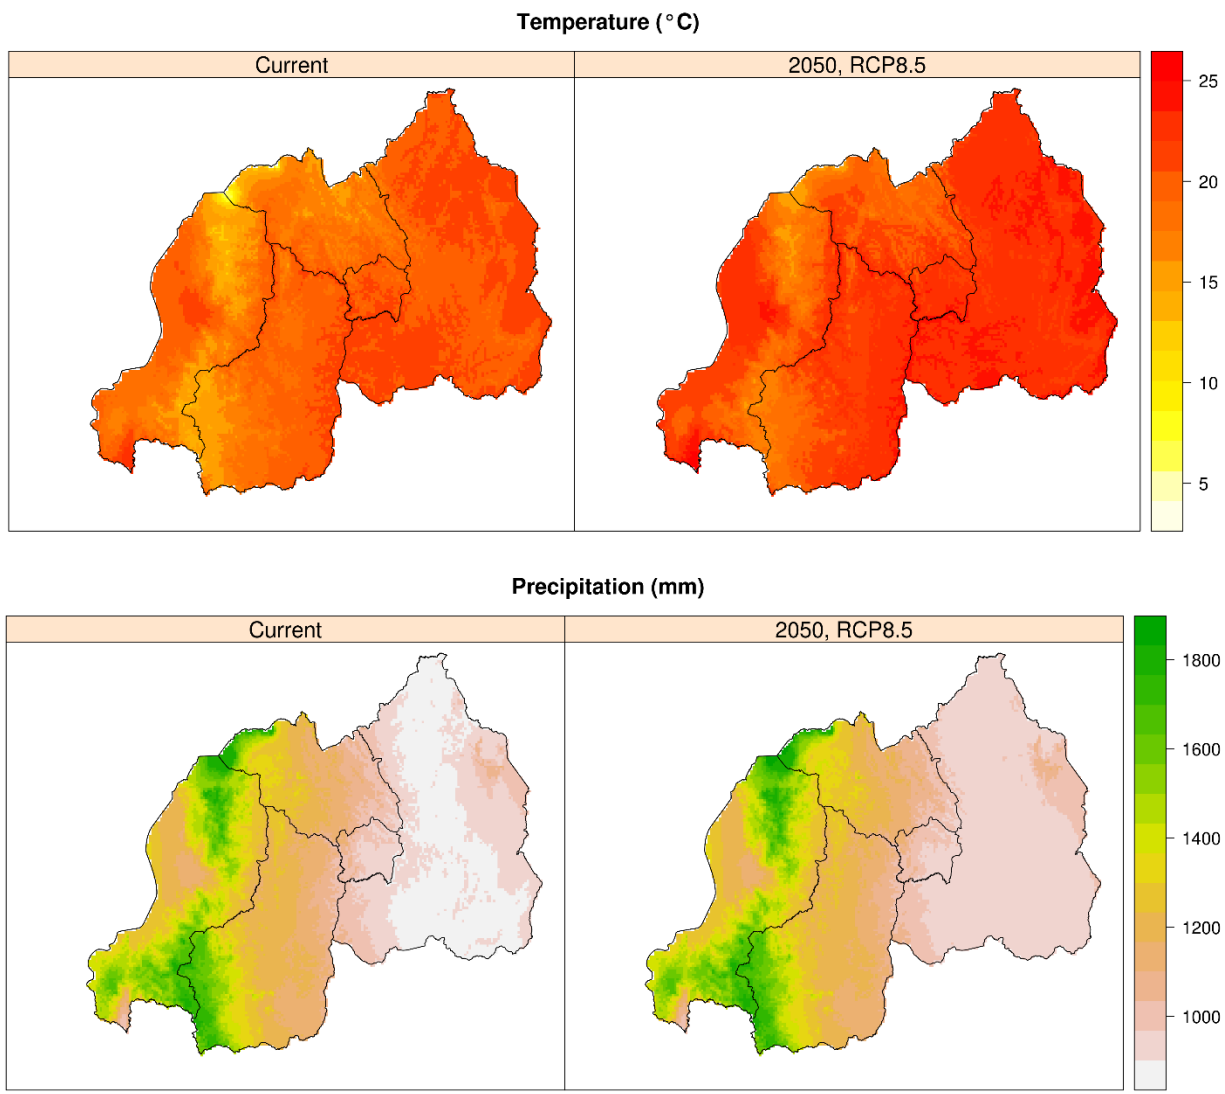 Temperature (°C)
Current
2050, RCP8.5
25
20
15
10
5
Precipitation (mm)
Current
2050, RCP8.5
1800
1600
1400
1200
1000